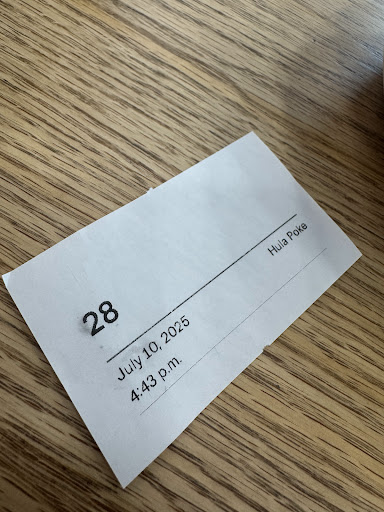 28
Hula Poke
July 10, 2025
4:43 p.m.